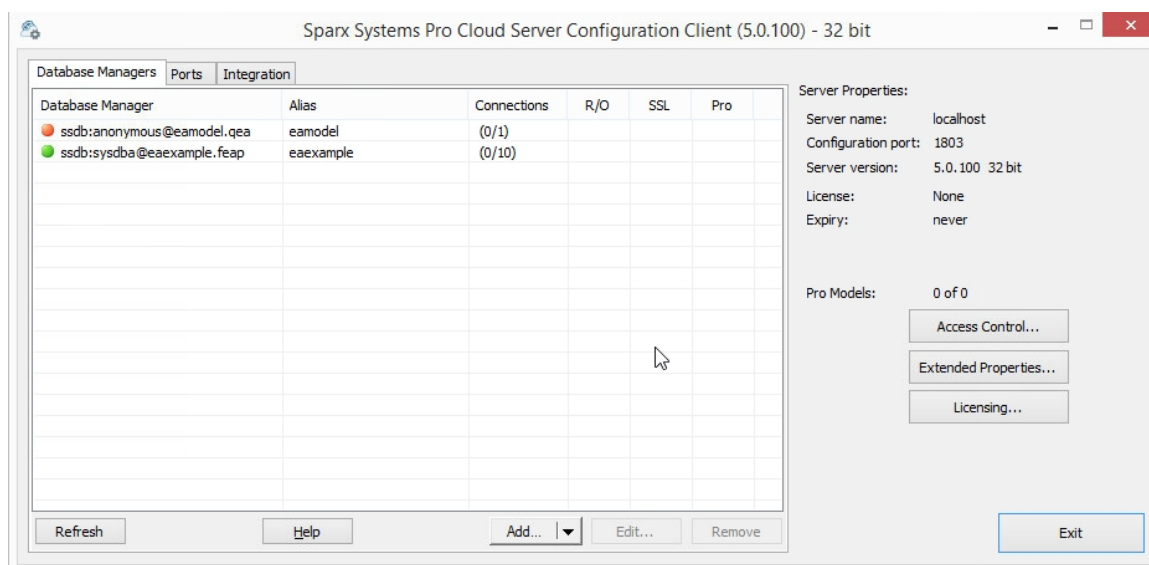 Sparx Systems Pro Cloud Server Configuration Client (5.0.100) - 32 bit
Database Managers Ports Integration
Database Manager Alias Connections R/O SSL Pro
ssdb:anonymous@eamodel.qea eamodel (0/1)
ssdb:sysdba@eaexample.feap eaexample (0/10)
Refresh Help Add... Edit... Remove
Server Properties:
Server name: localhost
Configuration port: 1803
Server version: 5.0.100 32 bit
License: None
Expiry: never
Pro Models: 0 of 0
Access Control...
Extended Properties...
Licensing...
Exit